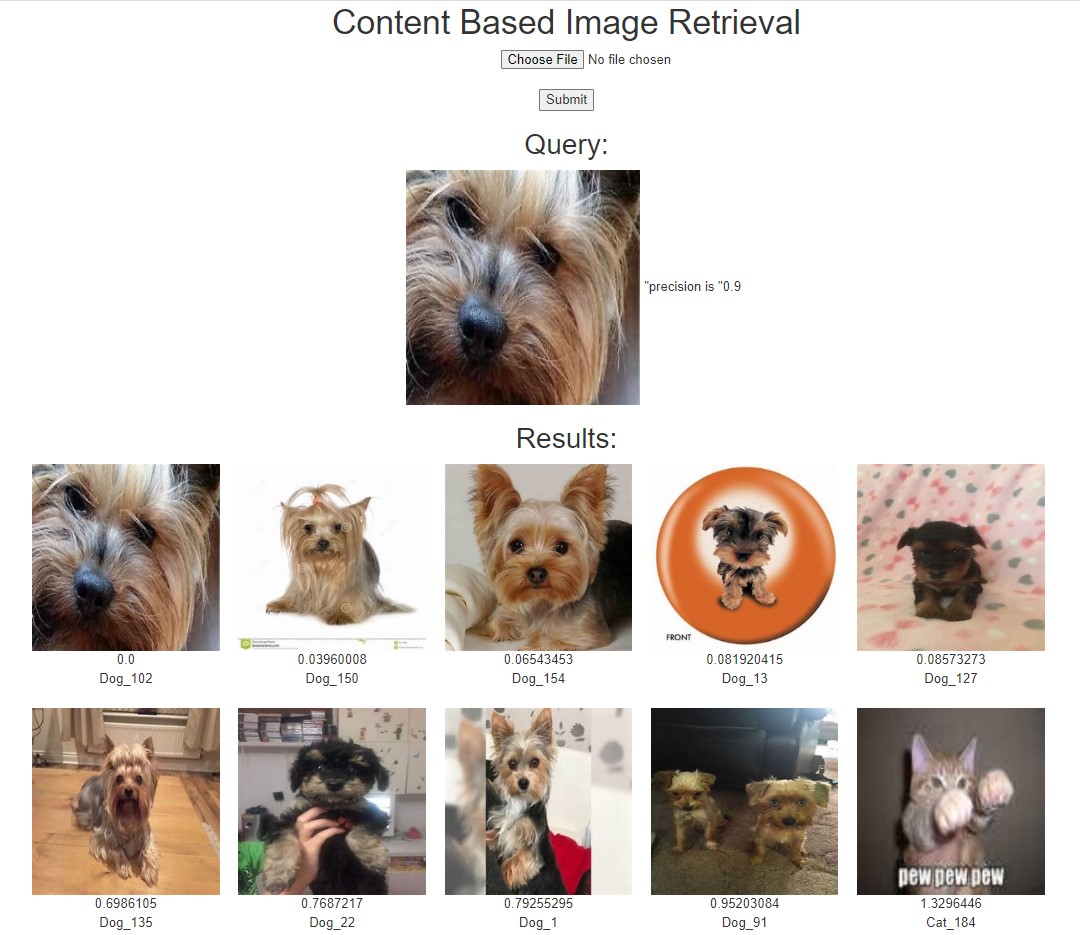 Content Based Image Retrieval
Choose File No file chosen
Submit
Query:
"precision is "0.9
Results:
FRONT
0.0
0.03960008
0.06543453
0.081920415
0.08573273
Dog_102
Dog_150
Dog_154
Dog_13
Dog_127
pew pew pew
0.6986105
0.7687217
0.79255295
0.95203084
1.3296446
Dog_135
Dog_22
Dog_1
Dog_91
Cat_184